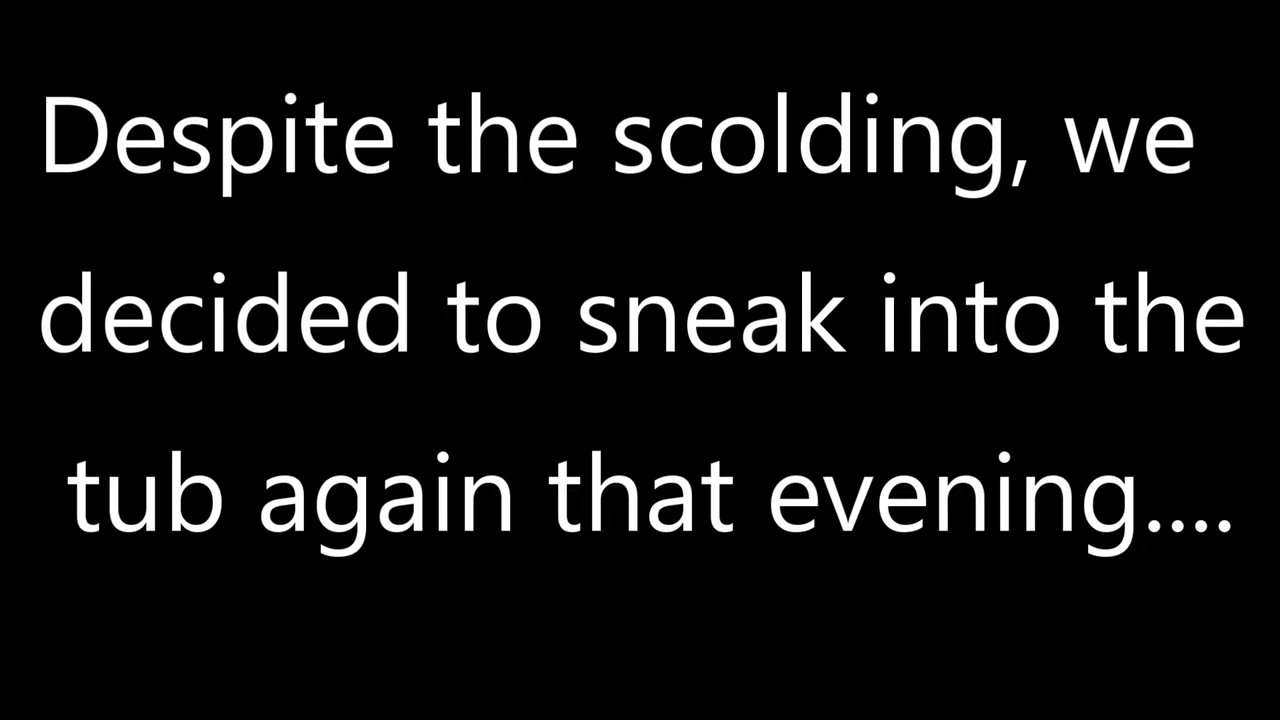 Despite the scolding, we
decided to sneak into the
tub again that evening....